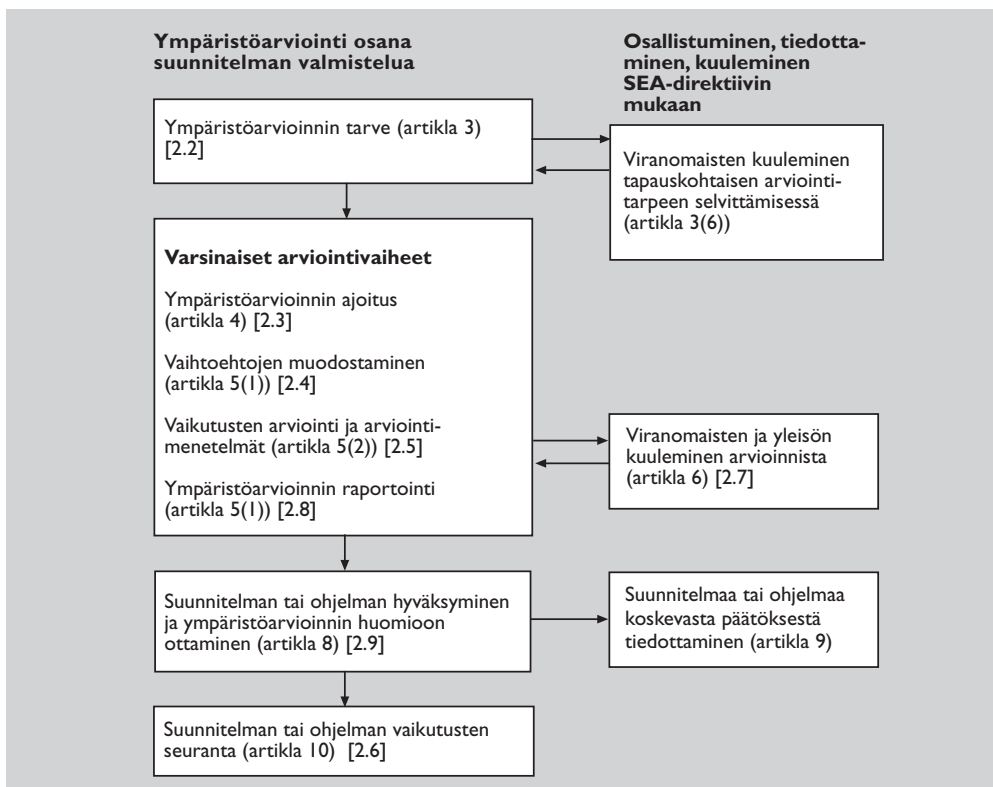 Ympäristöarviointi osana
suunnitelman valmistelua
Osallistuminen, tiedotta-
minen, kuuleminen
SEA-direktiivin
mukaan
Ympäristöarvioinnin tarve (artikla 3)
[2.2]
Viranomaisten kuuleminen
tapauskohtaisen arviointi-
tarpeen selvittämisessä
(artikla 3(6))
Varsinaiset arviointivaiheet
Ympäristöarvioinnin ajoitus
(artikla 4) [2.3]
Vaihtoehtojen muodostaminen
(artikla 5(1)) [2.4]
Vaikutusten arviointi ja arviointi-
menetelmät (artikla 5(2)) [2.5]
Ympäristöarvioinnin raportointi
(artikla 5(1)) [2.8]
Viranomaisten ja yleisön
kuuleminen arvioinnista
(artikla 6) [2.7]
Suunnitelman tai ohjelman hyväksyminen
ja ympäristöarvioinnin huomioon
ottaminen (artikla 8) [2.9]
Suunnitelmaa tai ohjelmaa
koskevasta päätöksestä
tiedottaminen (artikla 9)
Suunnitelman tai ohjelman vaikutusten
seuranta (artikla 10) [2.6]